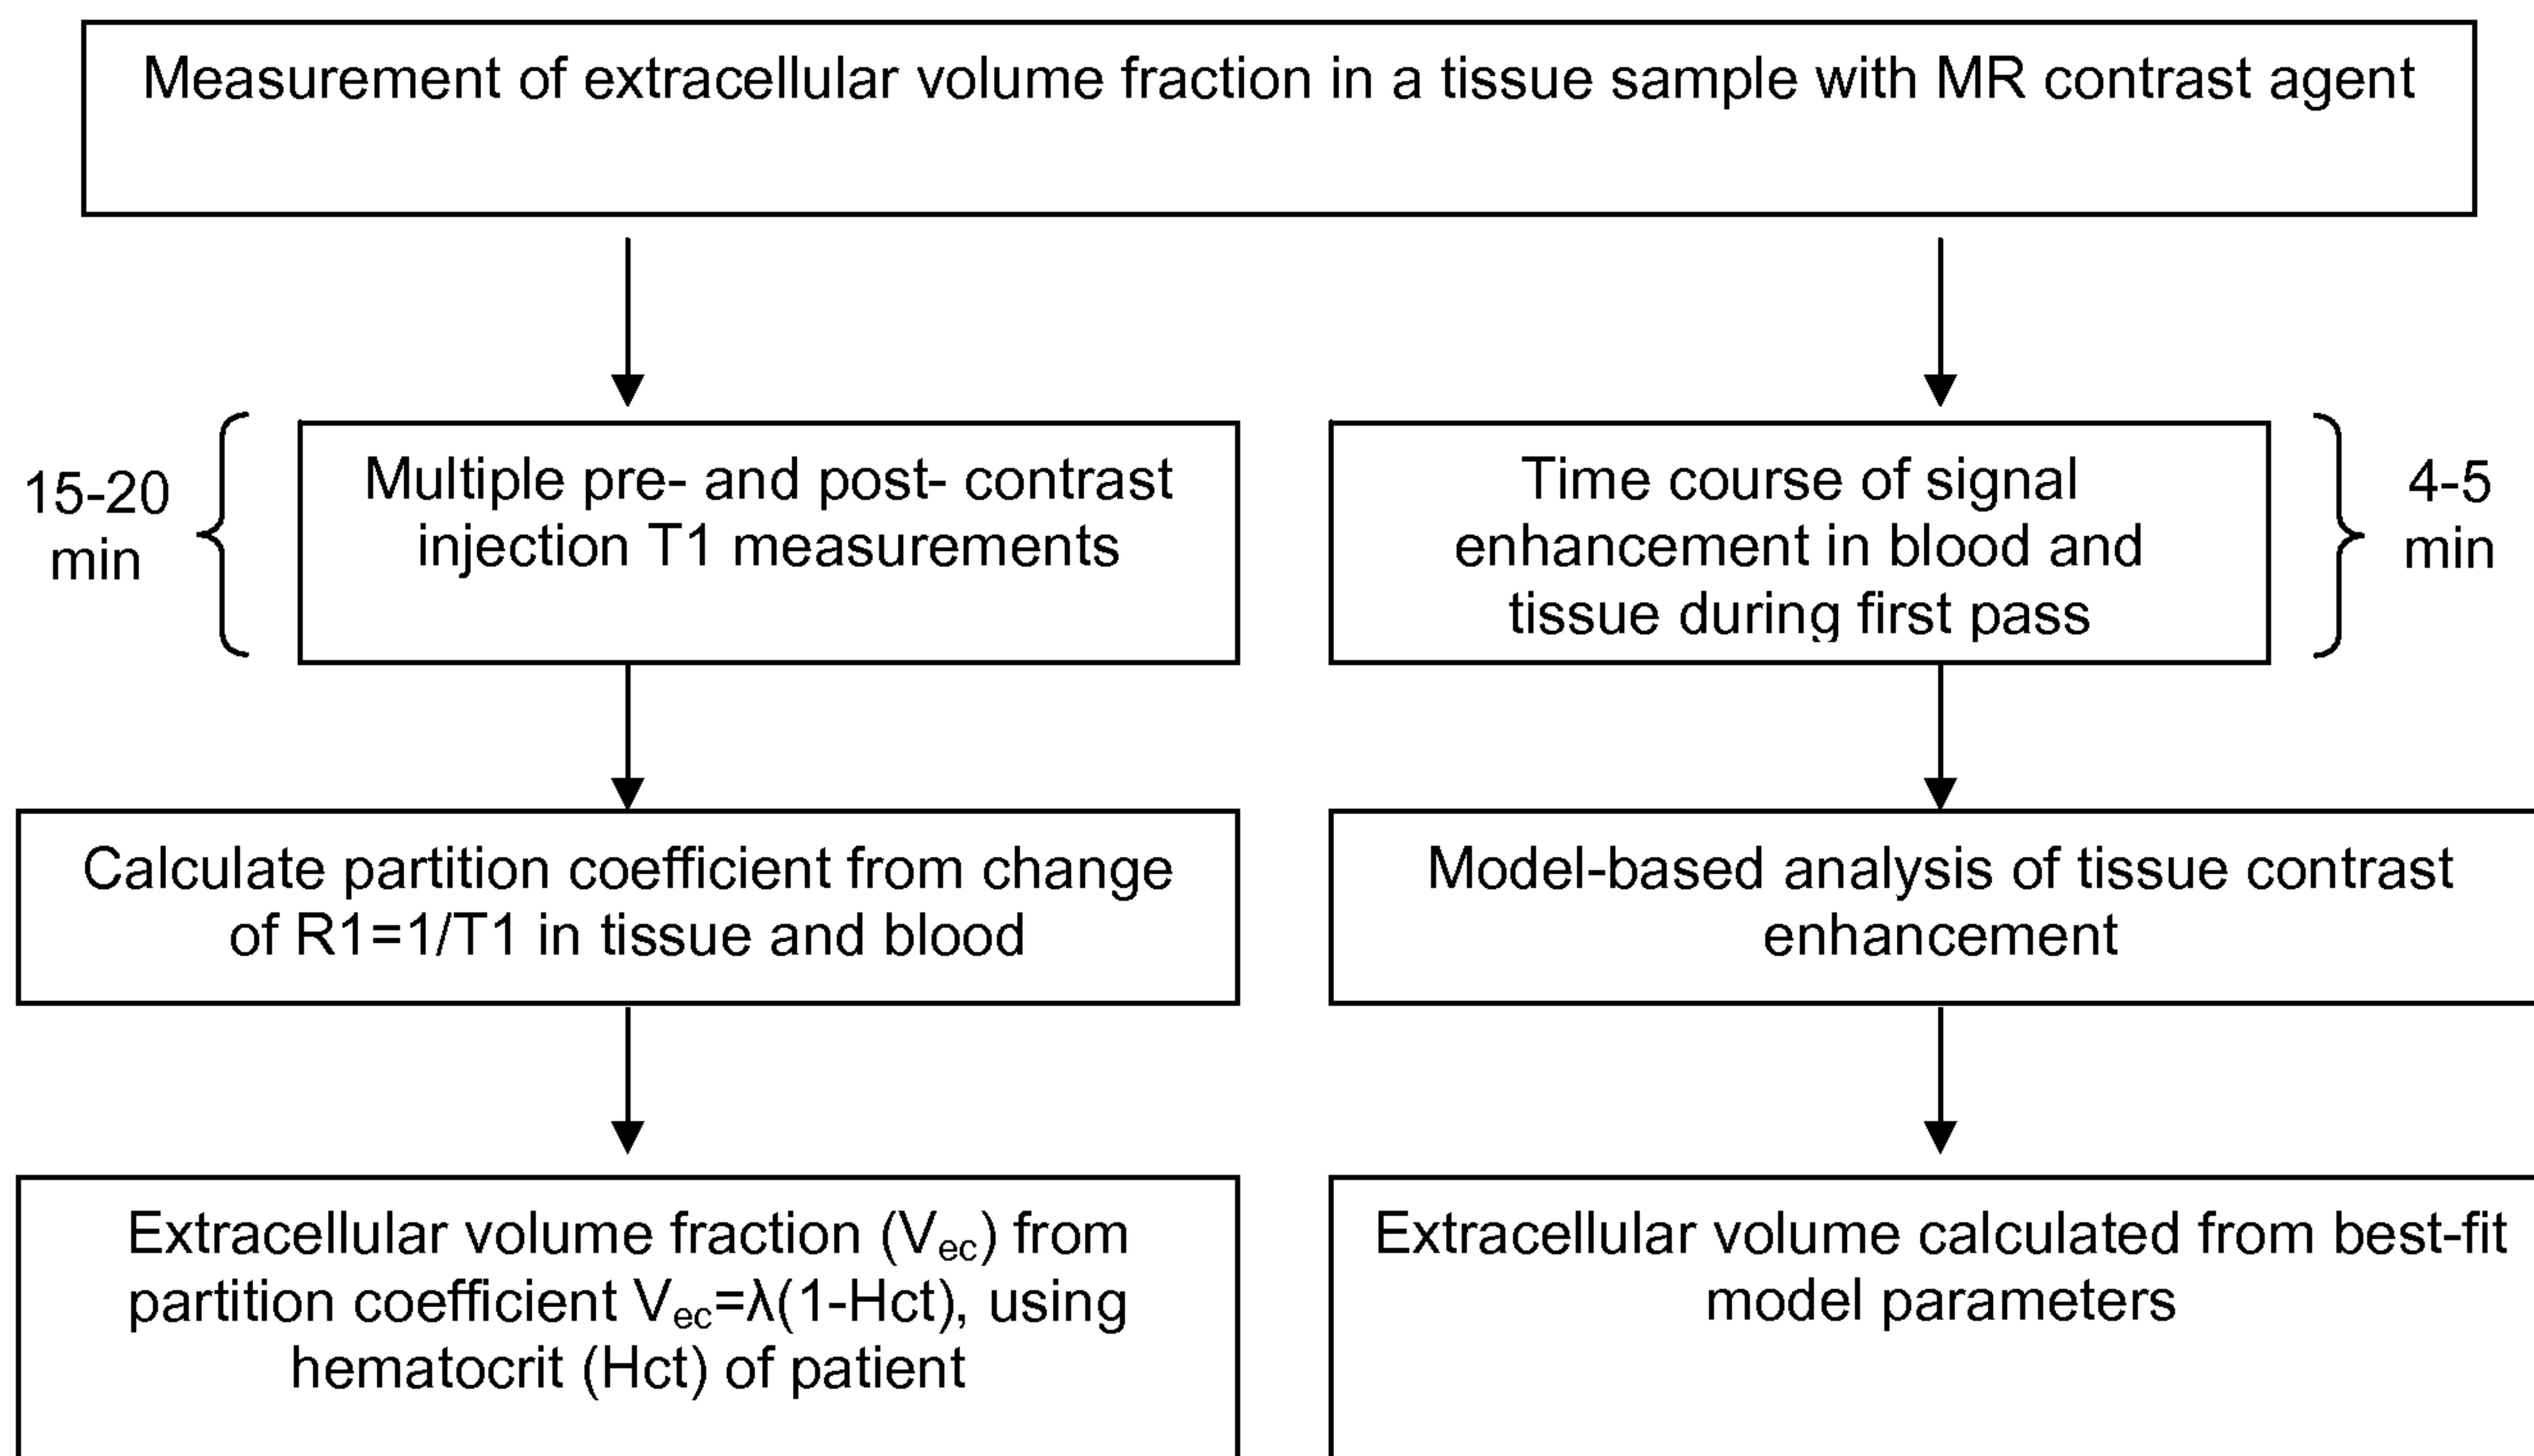 Measurement of extracellular volume fraction in a tissue sample with MR contrast agent
15-20
min
Multiple pre- and post- contrast
injection T1 measurements
Time course of signal
enhancement in blood and
tissue during first pass
4-5
min
Calculate partition coefficient from change
of R1=1/T1 in tissue and blood
Model-based analysis of tissue contrast
enhancement
Extracellular volume fraction (Vec) from
partition coefficient Vec=λ(1-Hct), using
hematocrit (Hct) of patient
Extracellular volume calculated from best-fit
model parameters